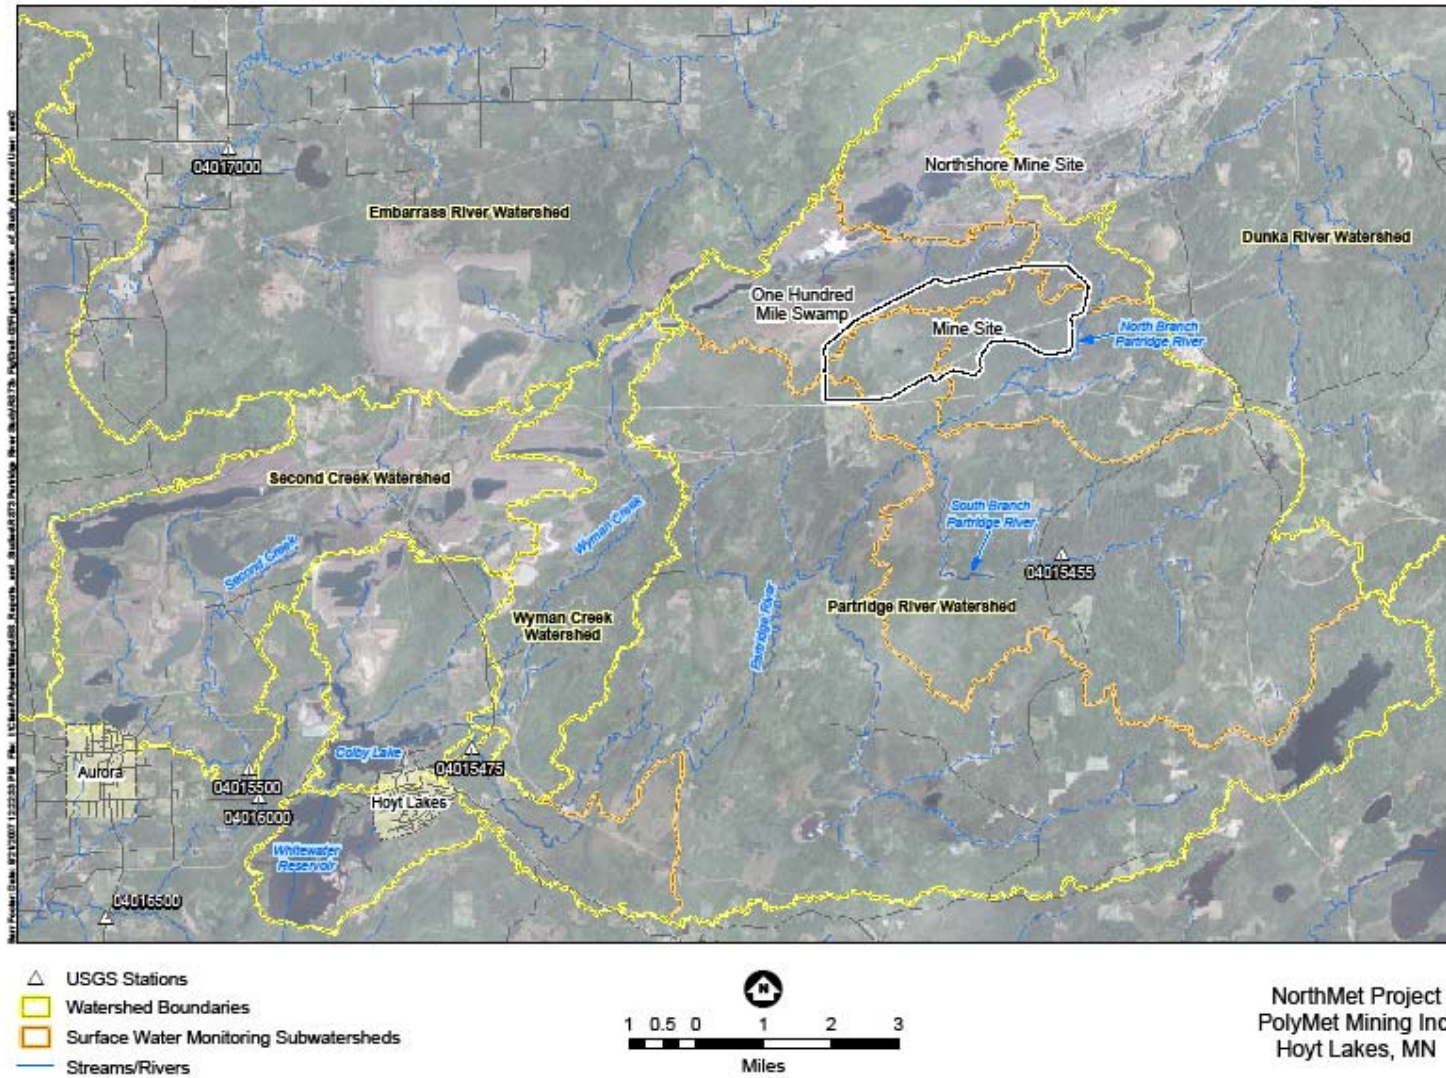 Northshore Mine Site
04017000
Embarrass River Watershed
Dunka River Watershed
One Hundred
Mile Swamp
Mine Site
North Branch
Partridge River
Second Creek Watershed
Wyman Creek
South Branch
Partridge River
Second Creek
04015455
Partridge River Watershed
Wyman Creek
Watershed
Partridge River
Colby Lake
04015475
Aurora
04015500
Hoyt Lakes
04016000
Whitewater
Reservoir
04016500
USGS Stations
Watershed Boundaries
Surface Water Monitoring Subwatersheds
Streams/Rivers
N
1 0.5 0 1 2 3
Miles
NorthMet Project
PolyMet Mining Inc
Hoyt Lakes, MN